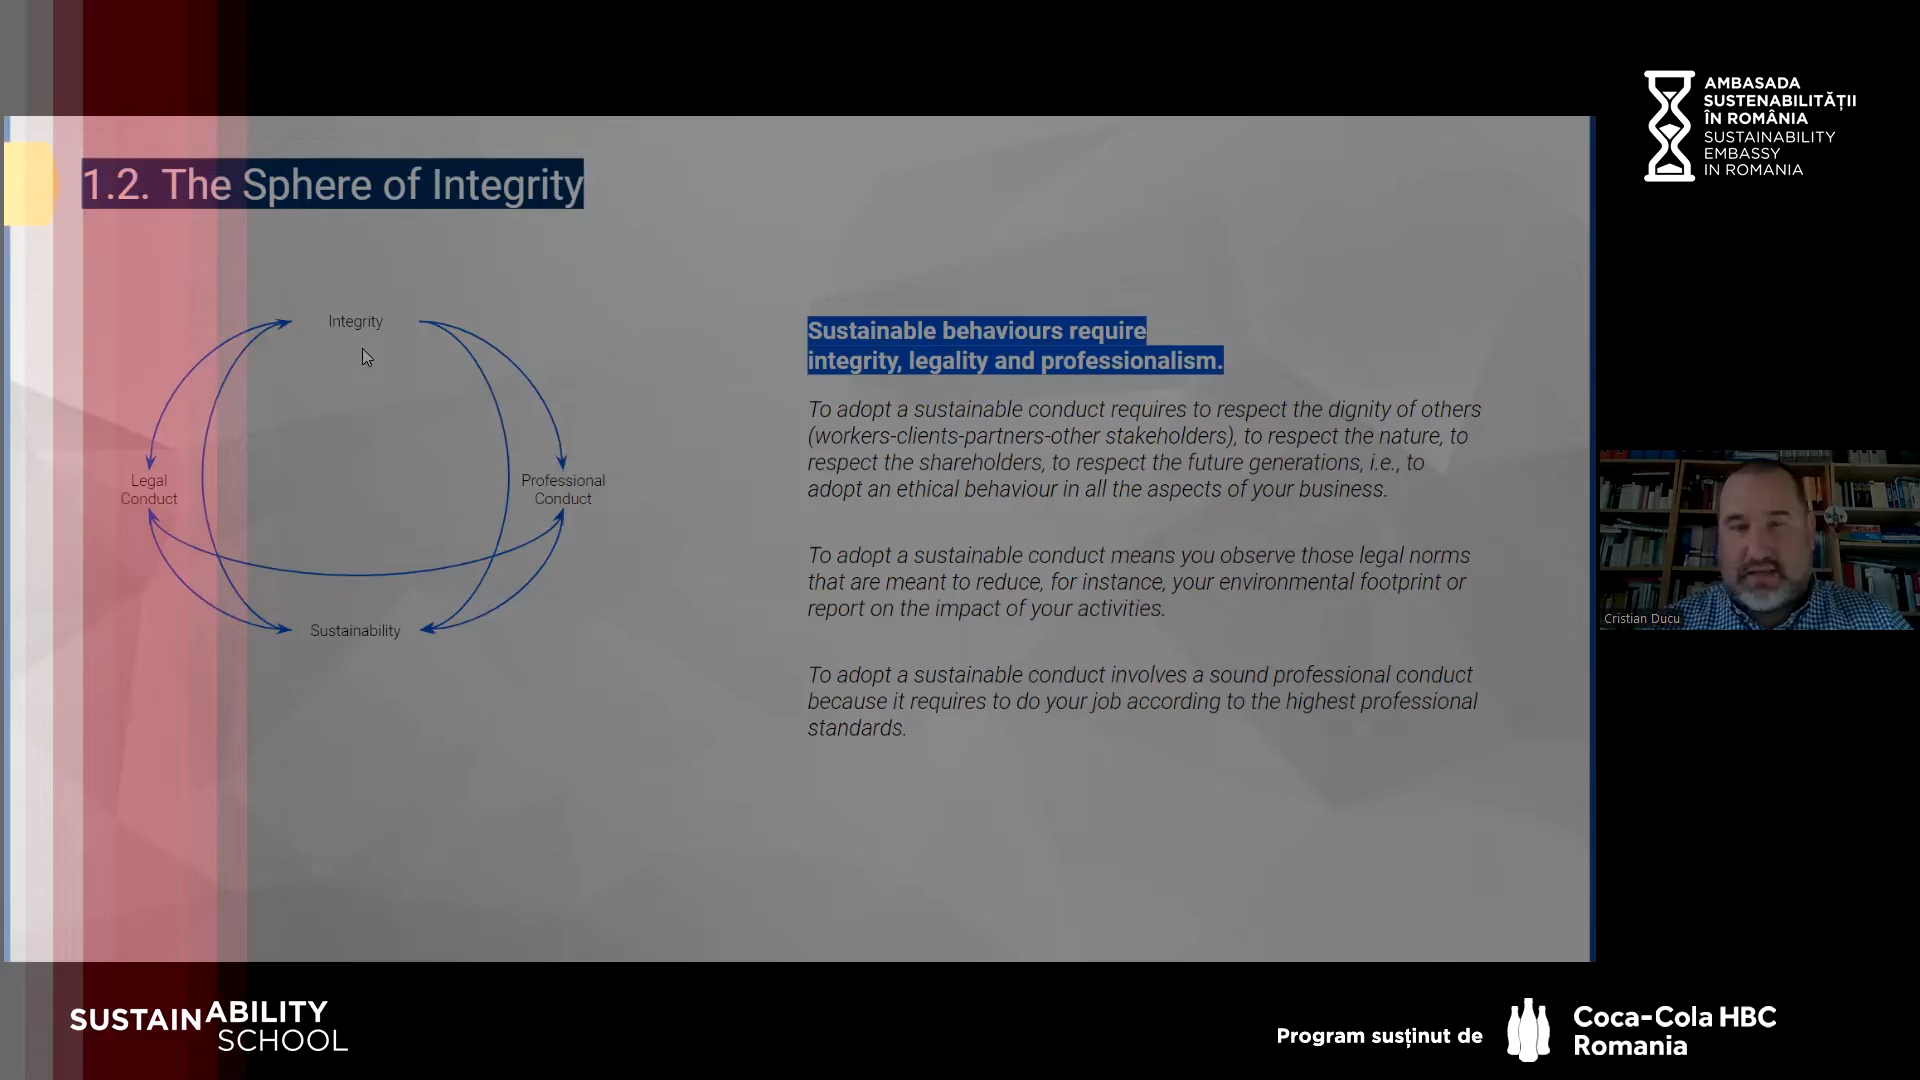 AMBASADA
SUSTENABILITĂȚII
ÎN ROMÂNIA
SUSTAINABILITY
EMBASSY
IN ROMANIA
1.2. The Sphere of Integrity
Integrity
Legal
Conduct
Professional
Conduct
Sustainability
Sustainable behaviours require
integrity, legality and professionalism.
To adopt a sustainable conduct requires to respect the dignity of others
(workers-clients-partners-other stakeholders), to respect the nature, to
respect the shareholders, to respect the future generations, i.e., to
adopt an ethical behaviour in all the aspects of your business.
To adopt a sustainable conduct means you observe those legal norms
that are meant to reduce, for instance, your environmental footprint or
report on the impact of your activities.
To adopt a sustainable conduct involves a sound professional conduct
because it requires to do your job according to the highest professional
standards.
Cristian Ducu
SUSTAINABILITY
SCHOOL
Program susținut de
Coca-Cola HBC
Romania